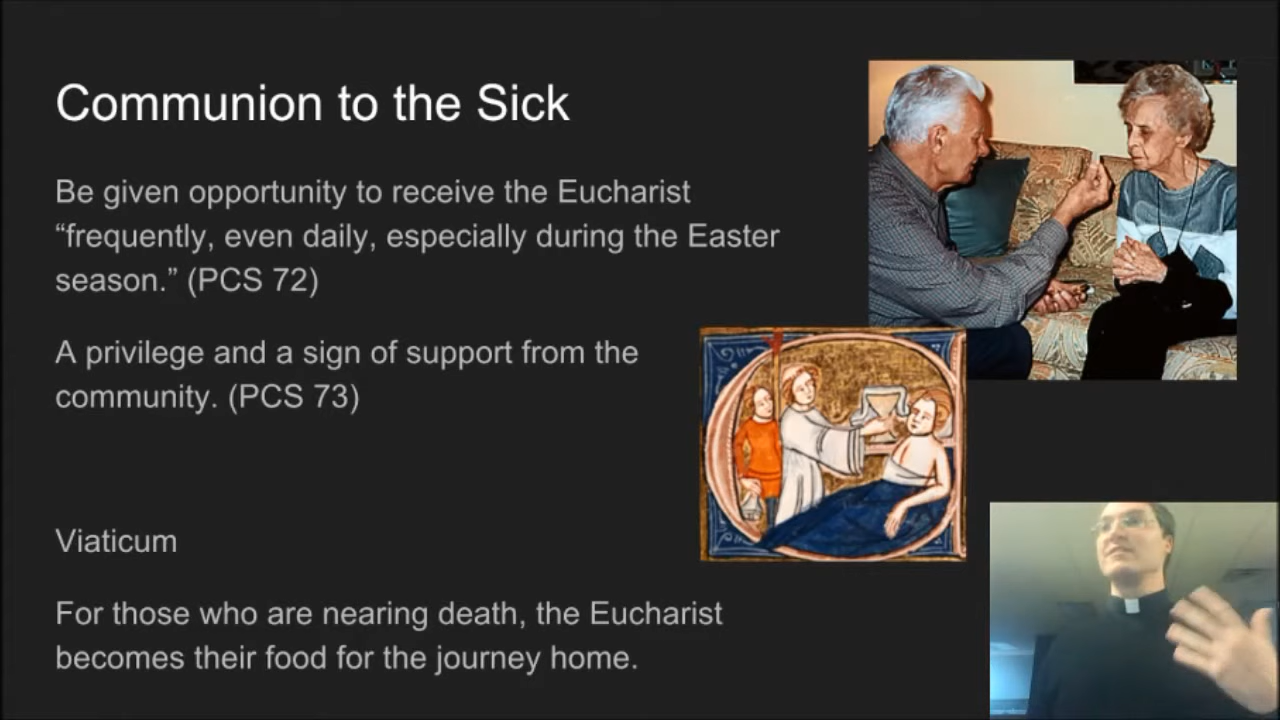 Communion to the Sick
Be given opportunity to receive the Eucharist
“frequently, even daily, especially during the Easter
season.” (PCS 72)
A privilege and a sign of support from the
community. (PCS 73)
Viaticum
For those who are nearing death, the Eucharist
becomes their food for the journey home.